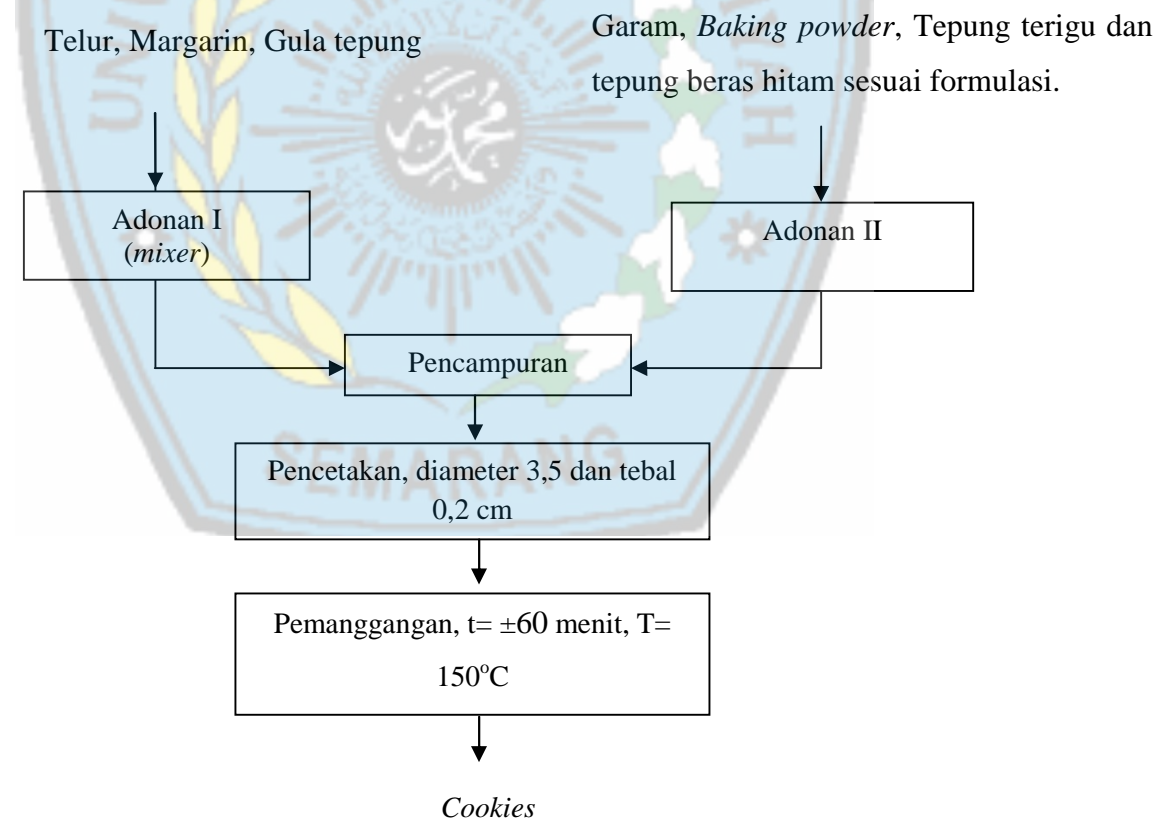 Telur, Margarin, Gula tepung
Garam, Baking powder, Tepung terigu dan
tepung beras hitam sesuai formulasi.
Adonan I
(mixer)
Adonan II
Pencampuran
Pencetakan, diameter 3,5 dan tebal
0,2 cm
Pemanggangan, t= ±60 menit, T=
150°C
Cookies
SEMARANG